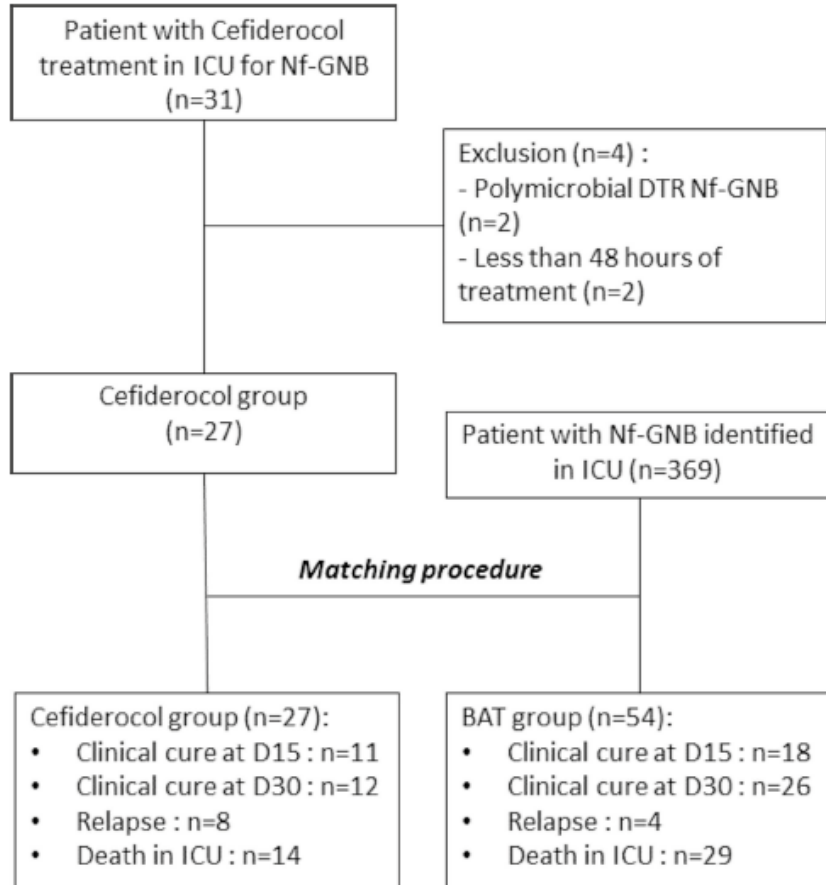 Patient with Cefiderocol
treatment in ICU for Nf-GNB
(n=31)
Exclusion (n=4) :
- Polymicrobial DTR Nf-GNB
(n=2)
- Less than 48 hours of
treatment (n=2)
Cefiderocol group
(n=27)
Patient with Nf-GNB identified
in ICU (n=369)
Matching procedure
Cefiderocol group (n=27):
• Clinical cure at D15 : n=11
• Clinical cure at D30 : n=12
• Relapse : n=8
• Death in ICU : n=14
BAT group (n=54):
• Clinical cure at D15 : n=18
• Clinical cure at D30 : n=26
• Relapse : n=4
• Death in ICU : n=29